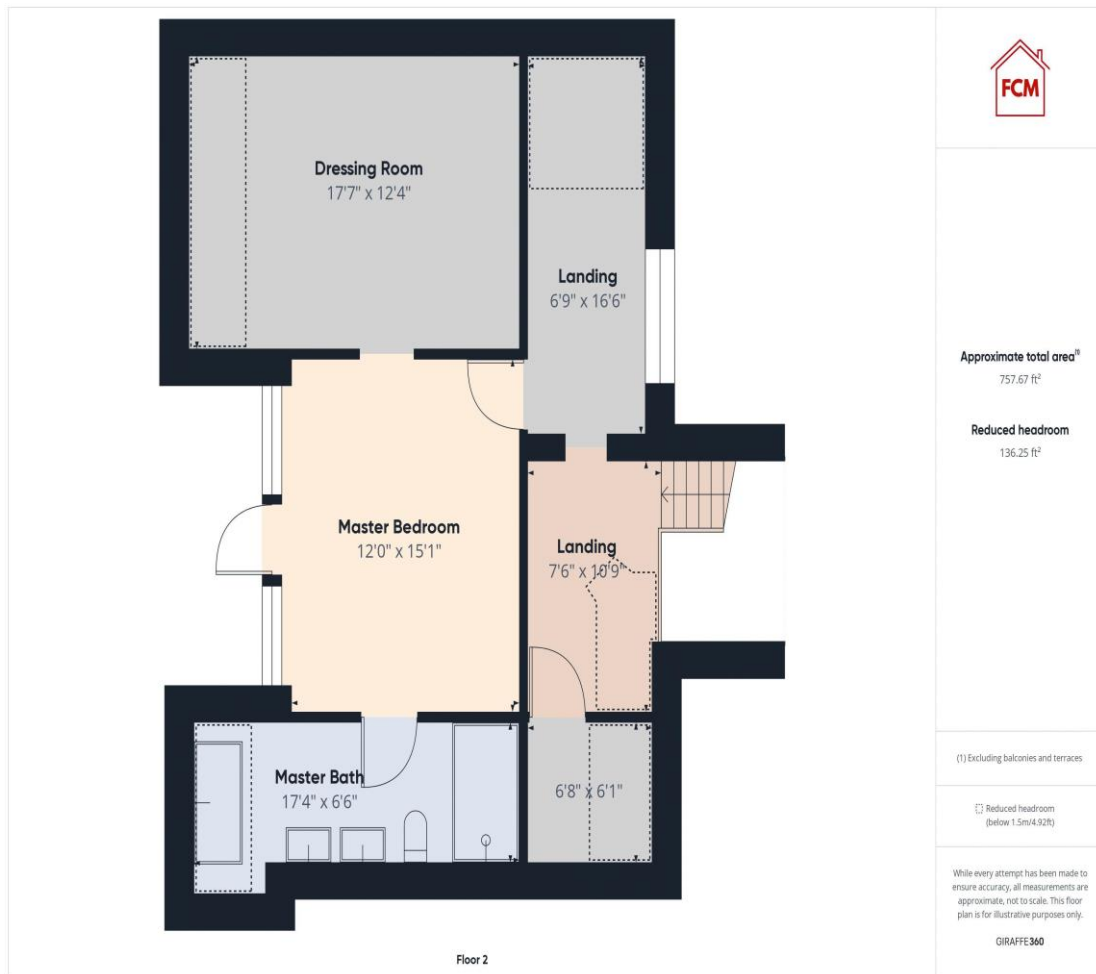 FCM
Dressing Room
17'7" x 12'4"
Landing
6'9" x 16'6"
Master Bedroom
12'0" x 15'1"
Landing
7'6" x 10'9"
Master Bath
17'4" x 6'6"
6'8" x 6'1"
Floor 2
Approximate total area⁽¹⁾
757.67 ft²
Reduced headroom
136.25 ft²
(1) Excluding balconies and terraces
Reduced headroom
(below 1.5m/4.92ft)
While every attempt has been made to
ensure accuracy, all measurements are
approximate, not to scale. This floor
plan is for illustrative purposes only.
GIRAFFE360